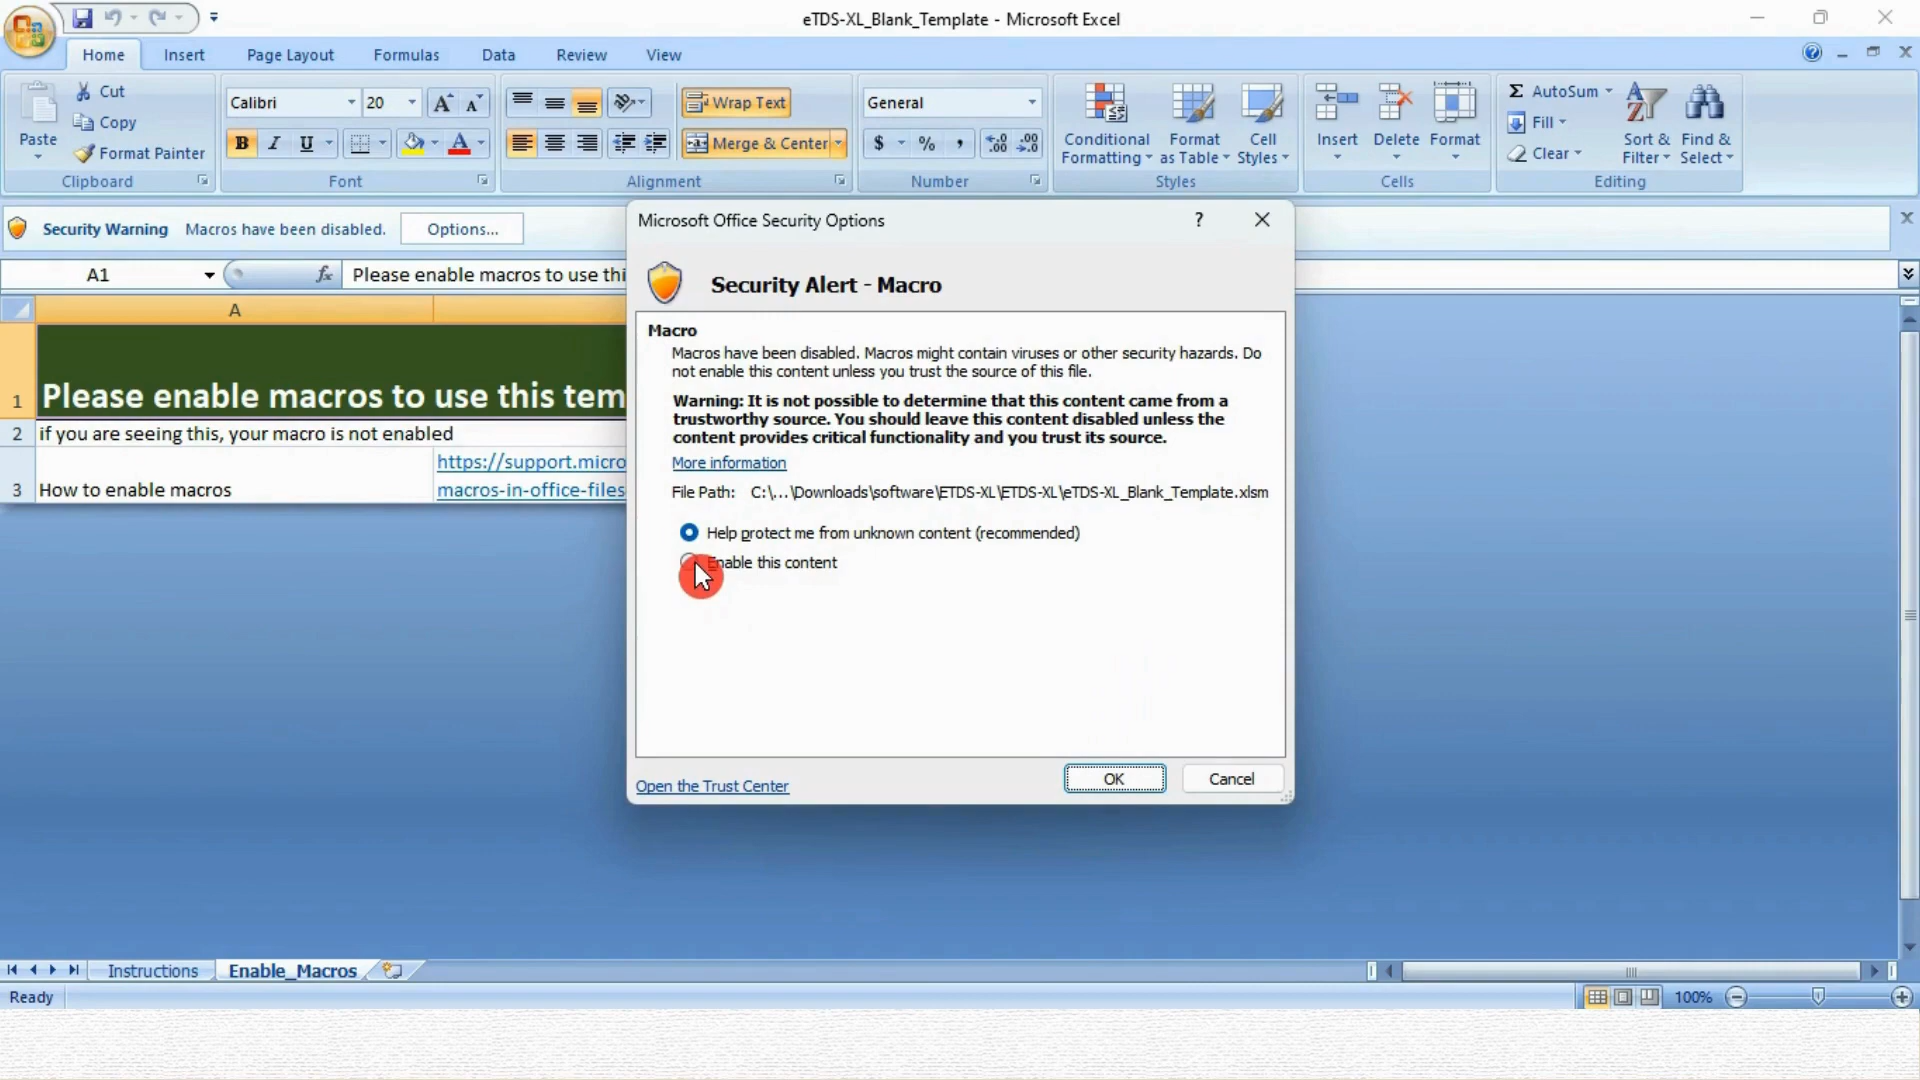 eTDS-XL_Blank_Template - Microsoft Excel
Home Insert Page Layout Formulas Data Review View
Paste
Cut
Copy
Format Painter
Clipboard
Calibri 20
B I U
Font
Wrap Text
Merge & Center
Alignment
General
$ % ,
Number
Conditional Formatting
Format as Table
Cell Styles
Styles
Insert Delete Format
Cells
Σ AutoSum
Fill
Clear
Sort & Filter
Find & Select
Editing
Security Warning Macros have been disabled. Options...
A1 fx Please enable macros to use thi
A
1 Please enable macros to use this tem
2 if you are seeing this, your macro is not enabled
https://support.micro
3 How to enable macros macros-in-office-files
Microsoft Office Security Options ?
Security Alert - Macro
Macro
Macros have been disabled. Macros might contain viruses or other security hazards. Do
not enable this content unless you trust the source of this file.
Warning: It is not possible to determine that this content came from a
trustworthy source. You should leave this content disabled unless the
content provides critical functionality and you trust its source.
More information
File Path: C:\...\Downloads\software\ETDS-XL\ETDS-XL\eTDS-XL_Blank_Template.xlsm
Help protect me from unknown content (recommended)
Enable this content
Open the Trust Center OK Cancel
Instructions Enable_Macros
Ready 100%